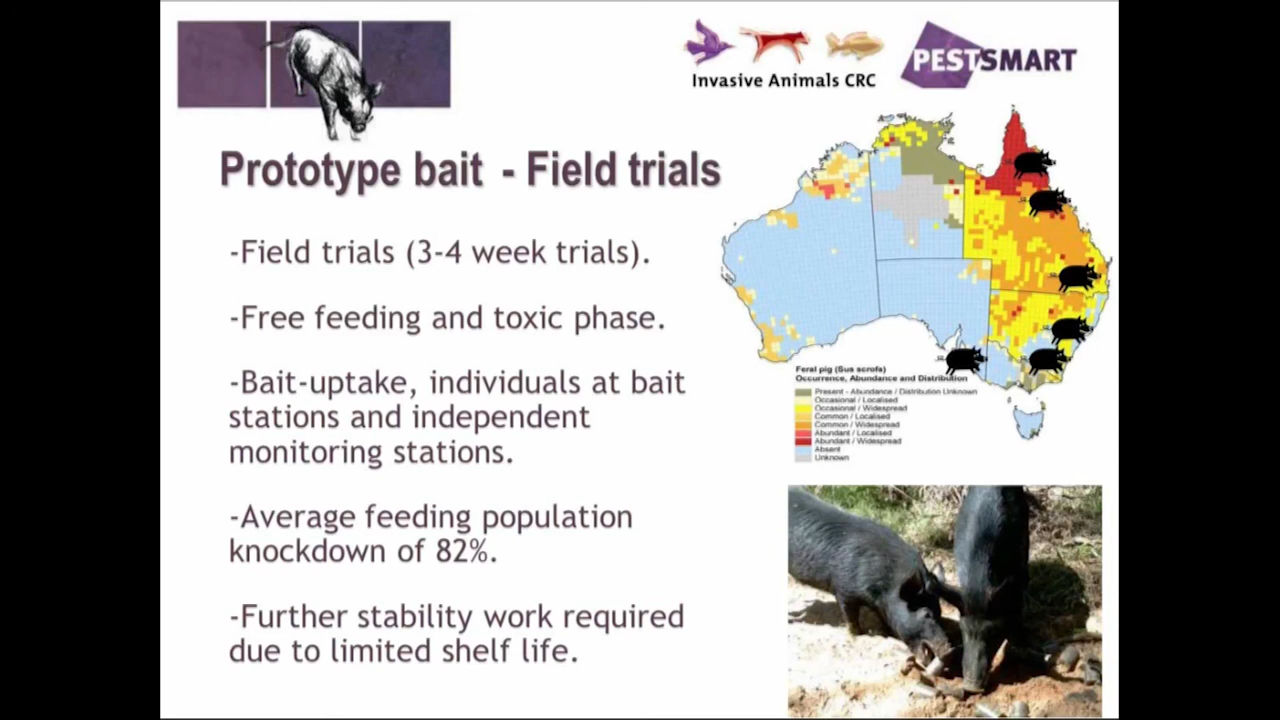 Invasive Animals CRC
PESTSMART
Prototype bait - Field trials
-Field trials (3-4 week trials).
-Free feeding and toxic phase.
-Bait-uptake, individuals at bait
stations and independent
monitoring stations.
-Average feeding population
knockdown of 82%.
-Further stability work required
due to limited shelf life.
Feral pig (Sus scrofa)
Occurrence, Abundance and Distribution
Present - Abundance / Distribution Unknown
Occasional / Localised
Occasional / Widespread
Common / Localised
Common / Widespread
Abundant / Localised
Abundant / Widespread
Absent
Unknown